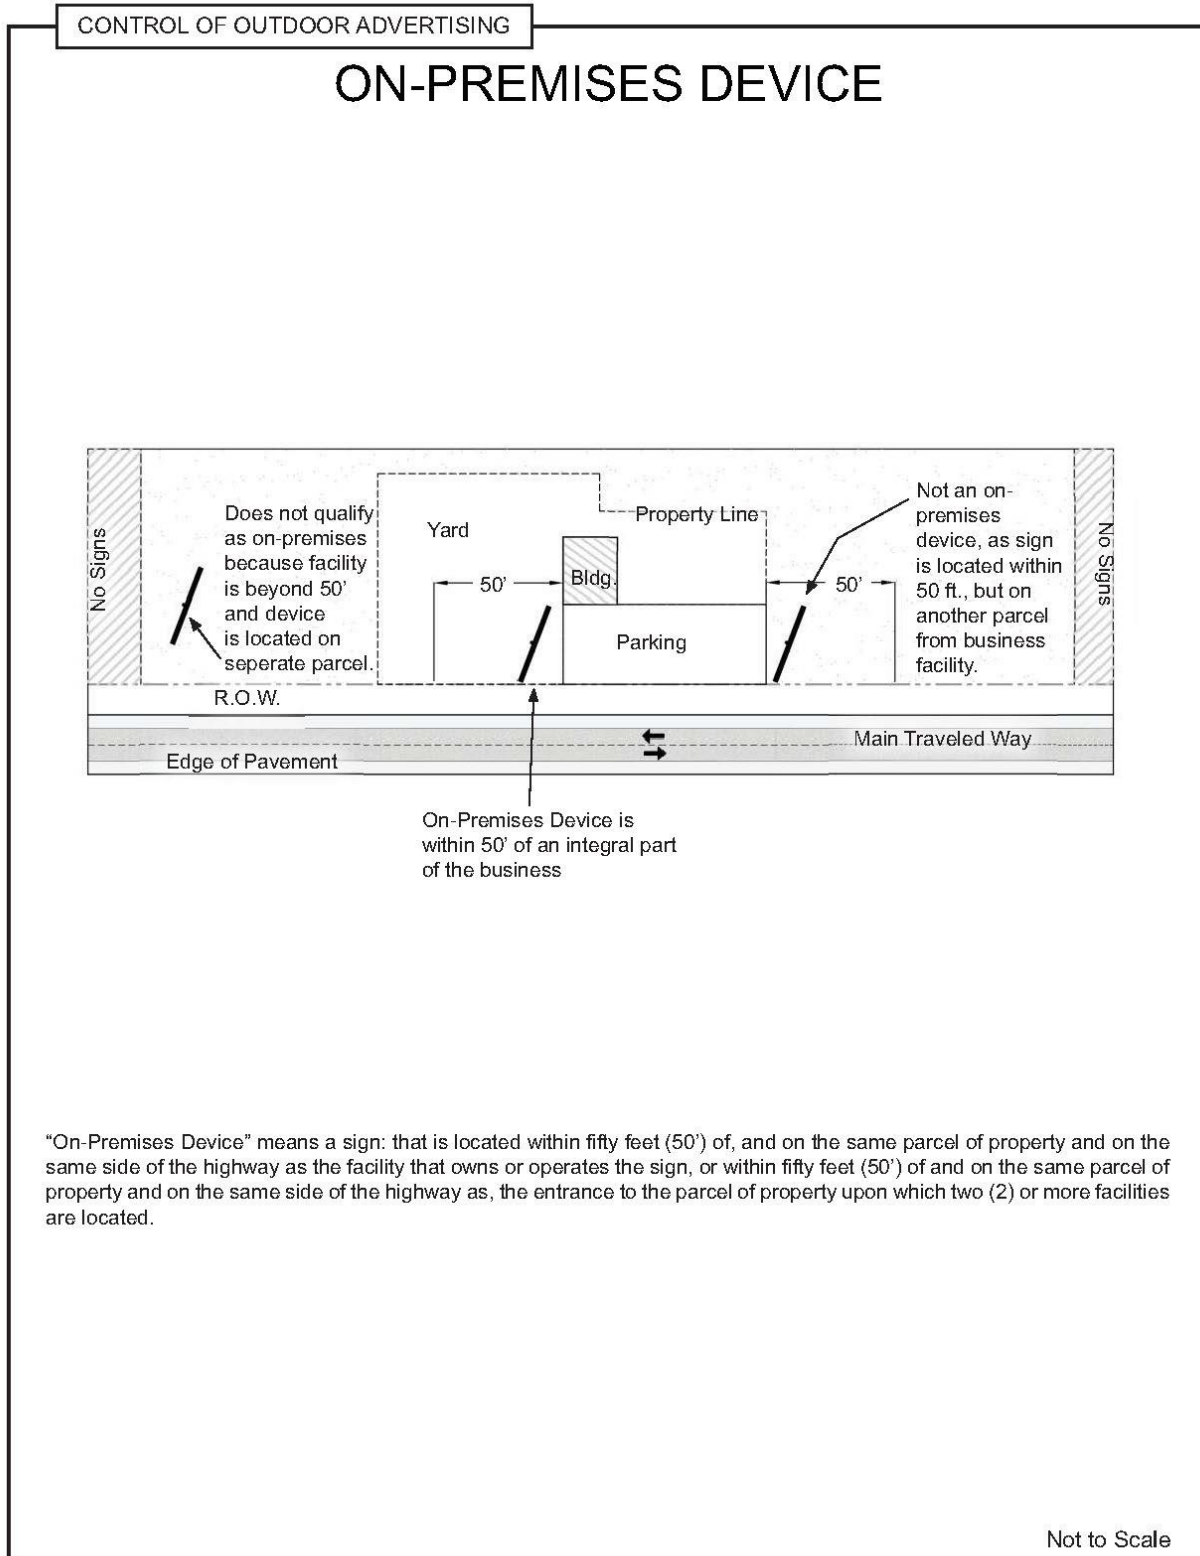 CONTROL OF OUTDOOR ADVERTISING
ON-PREMISES DEVICE
No Signs
Does not qualify
as on-premises
because facility
is beyond 50'
and device
is located on
seperate parcel.
Yard
50'
Bldg.
Property Line
Parking
50'
Not an on-
premises
device, as sign
is located within
50 ft., but on
another parcel
from business
facility.
No Signs
R.O.W.
Main Traveled Way
Edge of Pavement
On-Premises Device is
within 50' of an integral part
of the business
“On-Premises Device” means a sign: that is located within fifty feet (50’) of, and on the same parcel of property and on the
same side of the highway as the facility that owns or operates the sign, or within fifty feet (50’) of and on the same parcel of
property and on the same side of the highway as, the entrance to the parcel of property upon which two (2) or more facilities
are located.
Not to Scale